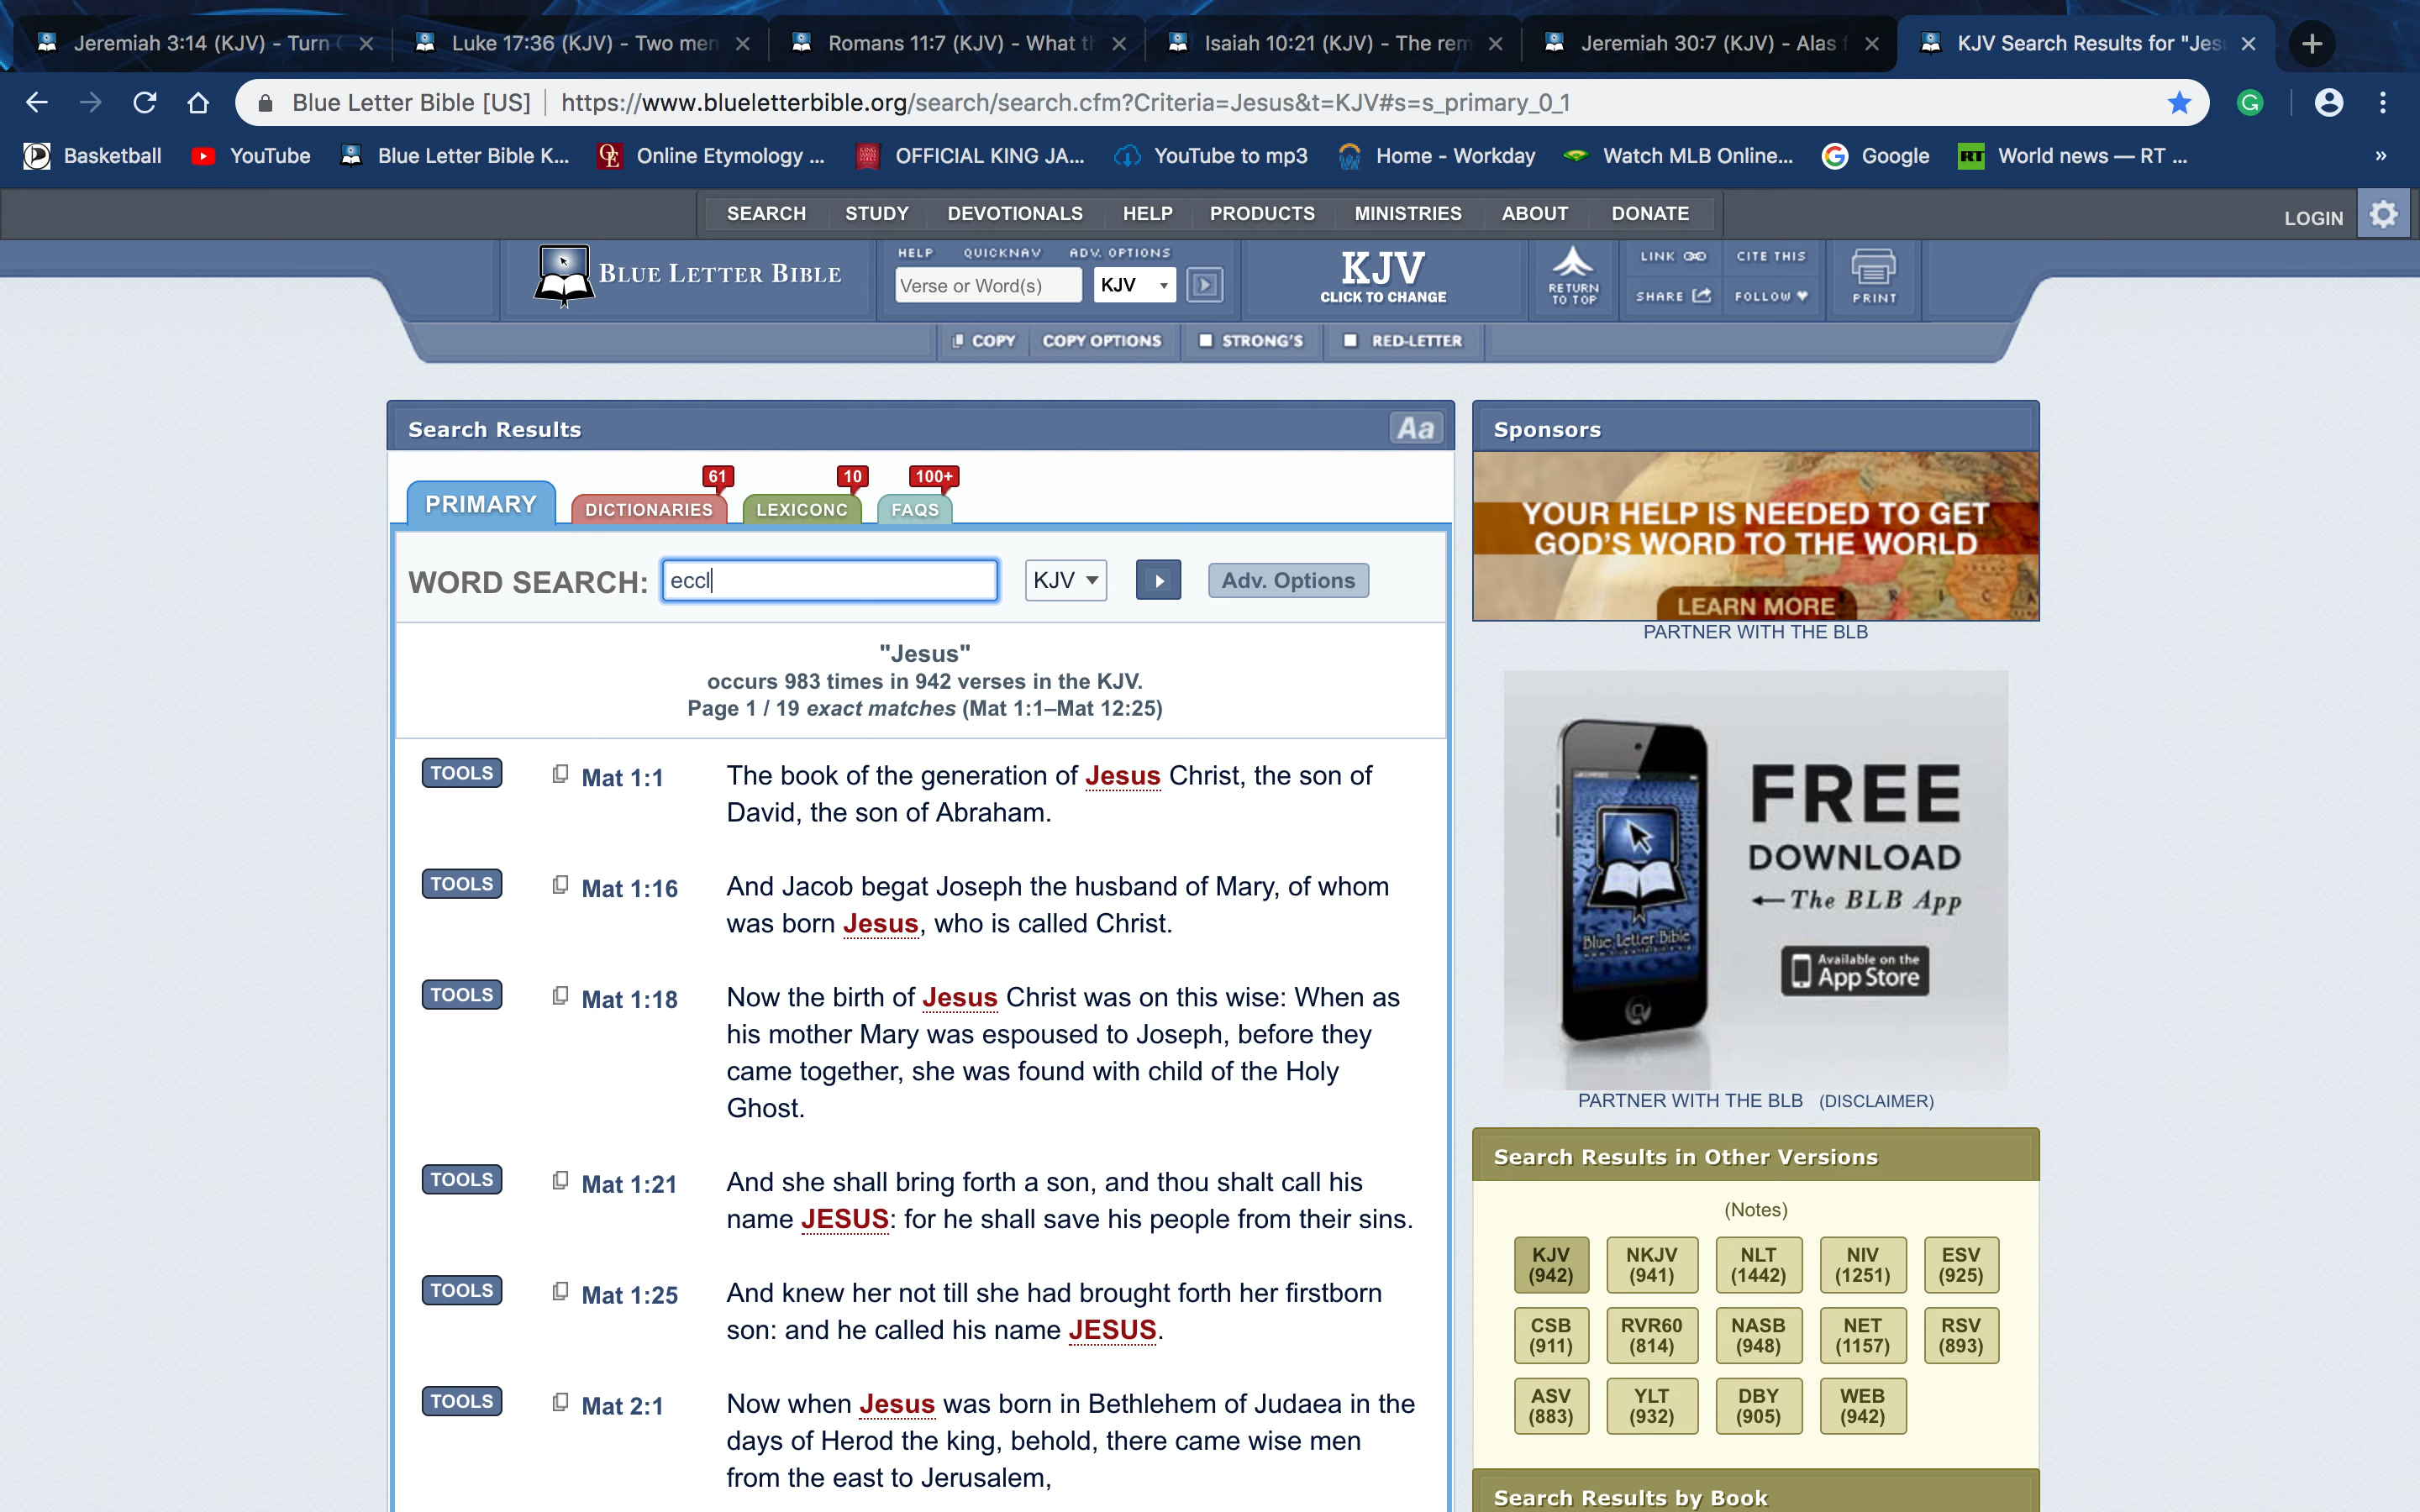 Jeremiah 3:14 (KJV) - Turn
Luke 17:36 (KJV) - Two men
Romans 11:7 (KJV) - What th
Isaiah 10:21 (KJV) - The rem
Jeremiah 30:7 (KJV) - Alas f
KJV Search Results for "Jes
Blue Letter Bible [US] https://www.blueletterbible.org/search/search.cfm?Criteria=Jesus&t=KJV#s=s_primary_0_1
Basketball YouTube Blue Letter Bible K... Online Etymology ... OFFICIAL KING JA... YouTube to mp3 Home - Workday Watch MLB Online... Google RT World news — RT ... »
SEARCH STUDY DEVOTIONALS HELP PRODUCTS MINISTRIES ABOUT DONATE LOGIN
BLUE LETTER BIBLE
HELP QUICKNAV ADV. OPTIONS
Verse or Word(s) KJV
KJV
CLICK TO CHANGE
RETURN
TO TOP
LINK CITE THIS
SHARE FOLLOW
PRINT
COPY COPY OPTIONS STRONG'S RED-LETTER
Search Results Aa
61 10 100+
PRIMARY DICTIONARIES LEXICONC FAQS
WORD SEARCH: eccl KJV Adv. Options
"Jesus"
occurs 983 times in 942 verses in the KJV.
Page 1 / 19 exact matches (Mat 1:1–Mat 12:25)
TOOLS Mat 1:1 The book of the generation of Jesus Christ, the son of
David, the son of Abraham.
TOOLS Mat 1:16 And Jacob begat Joseph the husband of Mary, of whom
was born Jesus, who is called Christ.
TOOLS Mat 1:18 Now the birth of Jesus Christ was on this wise: When as
his mother Mary was espoused to Joseph, before they
came together, she was found with child of the Holy
Ghost.
TOOLS Mat 1:21 And she shall bring forth a son, and thou shalt call his
name JESUS: for he shall save his people from their sins.
TOOLS Mat 1:25 And knew her not till she had brought forth her firstborn
son: and he called his name JESUS.
TOOLS Mat 2:1 Now when Jesus was born in Bethlehem of Judaea in the
days of Herod the king, behold, there came wise men
from the east to Jerusalem,
Sponsors
YOUR HELP IS NEEDED TO GET
GOD'S WORD TO THE WORLD
LEARN MORE
PARTNER WITH THE BLB
Blue Letter Bible
FREE
DOWNLOAD
The BLB App
Available on the
App Store
PARTNER WITH THE BLB (DISCLAIMER)
Search Results in Other Versions
(Notes)
KJV NKJV NLT NIV ESV
(942) (941) (1442) (1251) (925)
CSB RVR60 NASB NET RSV
(911) (814) (948) (1157) (893)
ASV YLT DBY WEB
(883) (932) (905) (942)
Search Results by Book